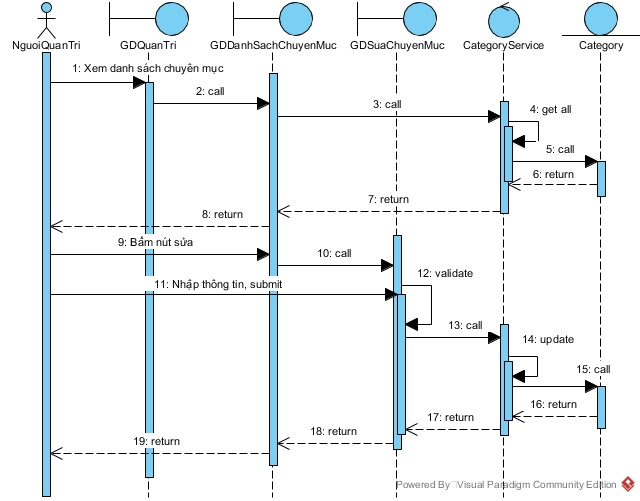 NguoiQuanTri
GDQuanTri
GDDanhSachChuyenMuc
GDSuaChuyenMuc
CategoryService
Category
1: Xem danh sách chuyên mục
2: call
3: call
4: get all
5: call
6: return
7: return
8: return
9: Bấm nút sửa
10: call
11: Nhập thông tin, submit
12: validate
13: call
14: update
15: call
16: return
17: return
18: return
19: return
Powered By Visual Paradigm Community Edition